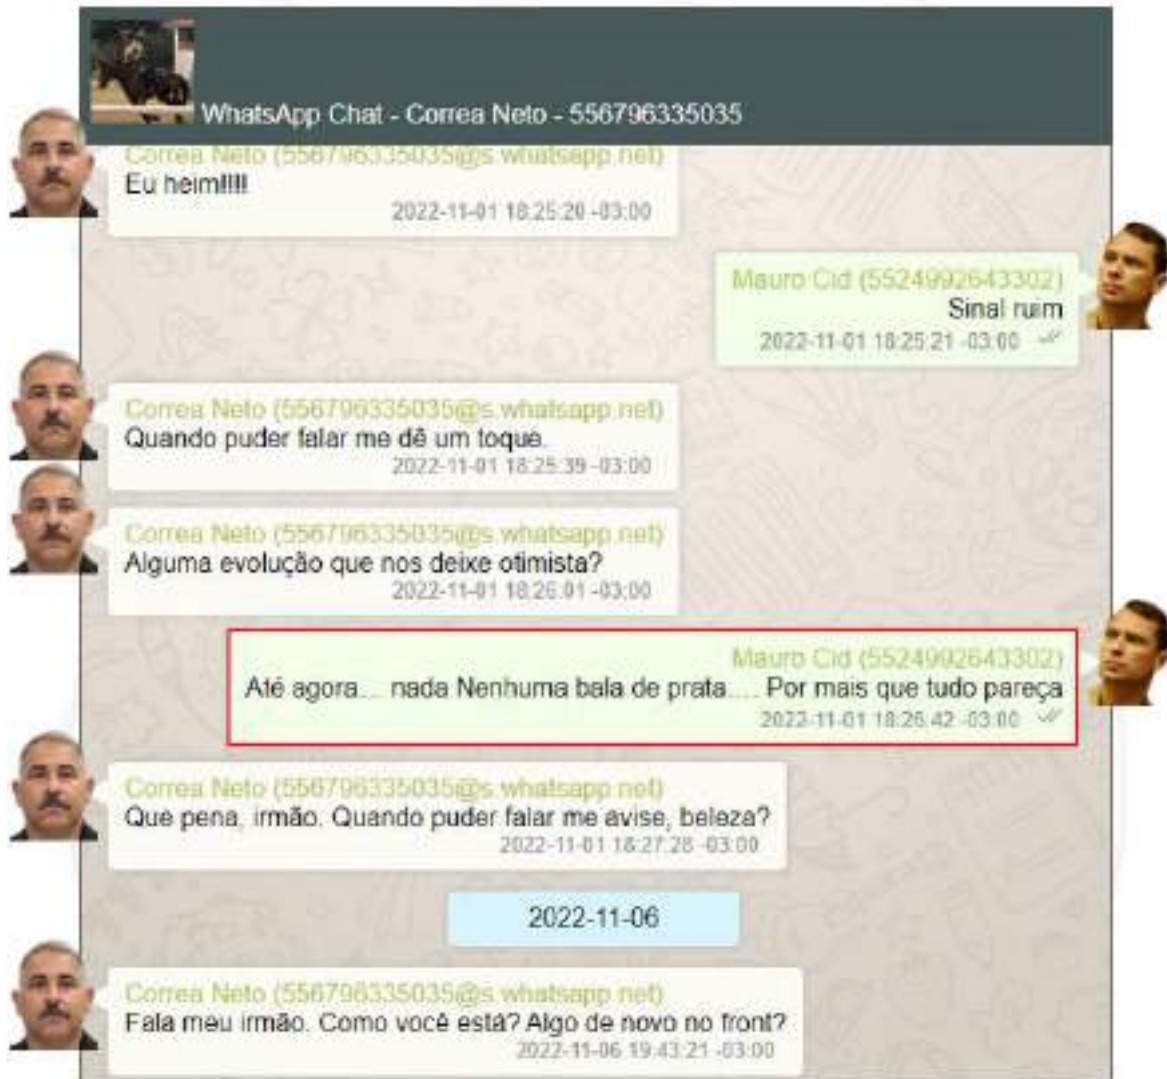 WhatsApp Chat - Correa Neto - 556796335035
Correa Neto (556796335035@s.whatsapp.net)
Eu heim!!!!
2022-11-01 18:25:20 -03:00
Mauro Cid (5524992643302)
Sinal ruim
2022-11-01 18:25:21 -03:00
Correa Neto (556796335035@s.whatsapp.net)
Quando puder falar me dê um toque.
2022-11-01 18:25:39 -03:00
Correa Neto (556796335035@s.whatsapp.net)
Alguma evolução que nos deixe otimista?
2022-11-01 18:26:01 -03:00
Mauro Cid (5524992643302)
Até agora.... nada Nenhuma bala de prata..... Por mais que tudo pareça
2022-11-01 18:26:42 -03:00
Correa Neto (556796335035@s.whatsapp.net)
Que pena, irmão. Quando puder falar me avise, beleza?
2022-11-01 18:27:28 -03:00
2022-11-06
Correa Neto (556796335035@s.whatsapp.net)
Fala meu irmão. Como você está? Algo de novo no front?
2022-11-06 19:43:21 -03:00